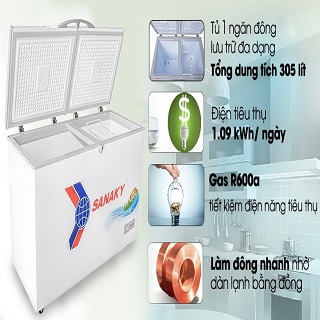 Tủ 1 ngăn đông
lưu trữ đa dạng
Tổng dung tích 305 lít
Điện tiêu thụ
1.09 kWh/ ngày
Gas R600a
tiết kiệm điện năng tiêu thụ
Làm đông nhanh nhờ
dàn lạnh bằng đồng
SANAKY